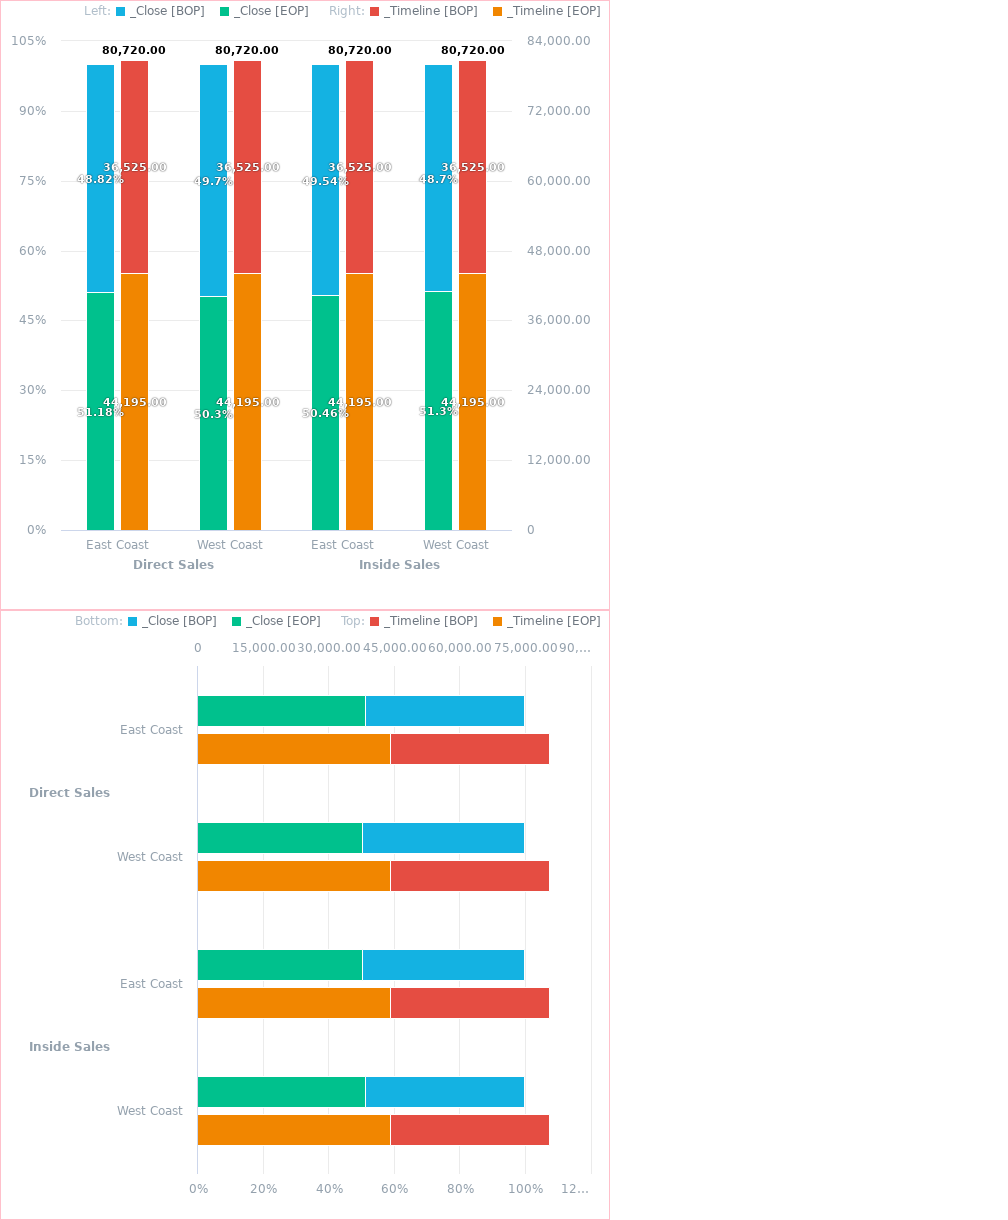 Left: _Close [BOP] _Close [EOP] Right: _Timeline [BOP] _Timeline [EOP]
105% 84,000.00
80,720.00 80,720.00 80,720.00 80,720.00
90% 72,000.00
36,525.00 36,525.00 36,525.00 36,525.00
48.82% 49.7% 49.54% 48.7%
75% 60,000.00
60% 48,000.00
45% 36,000.00
30% 24,000.00
44,195.00 44,195.00 44,195.00 44,195.00
51.18% 50.3% 50.46% 51.3%
15% 12,000.00
0% 0
East Coast West Coast East Coast West Coast
Direct Sales Inside Sales
Bottom: _Close [BOP] _Close [EOP] Top: _Timeline [BOP] _Timeline [EOP]
0 15,000.00 30,000.00 45,000.00 60,000.00 75,000.00 90,...
East Coast
Direct Sales
West Coast
East Coast
Inside Sales
West Coast
0% 20% 40% 60% 80% 100% 12...